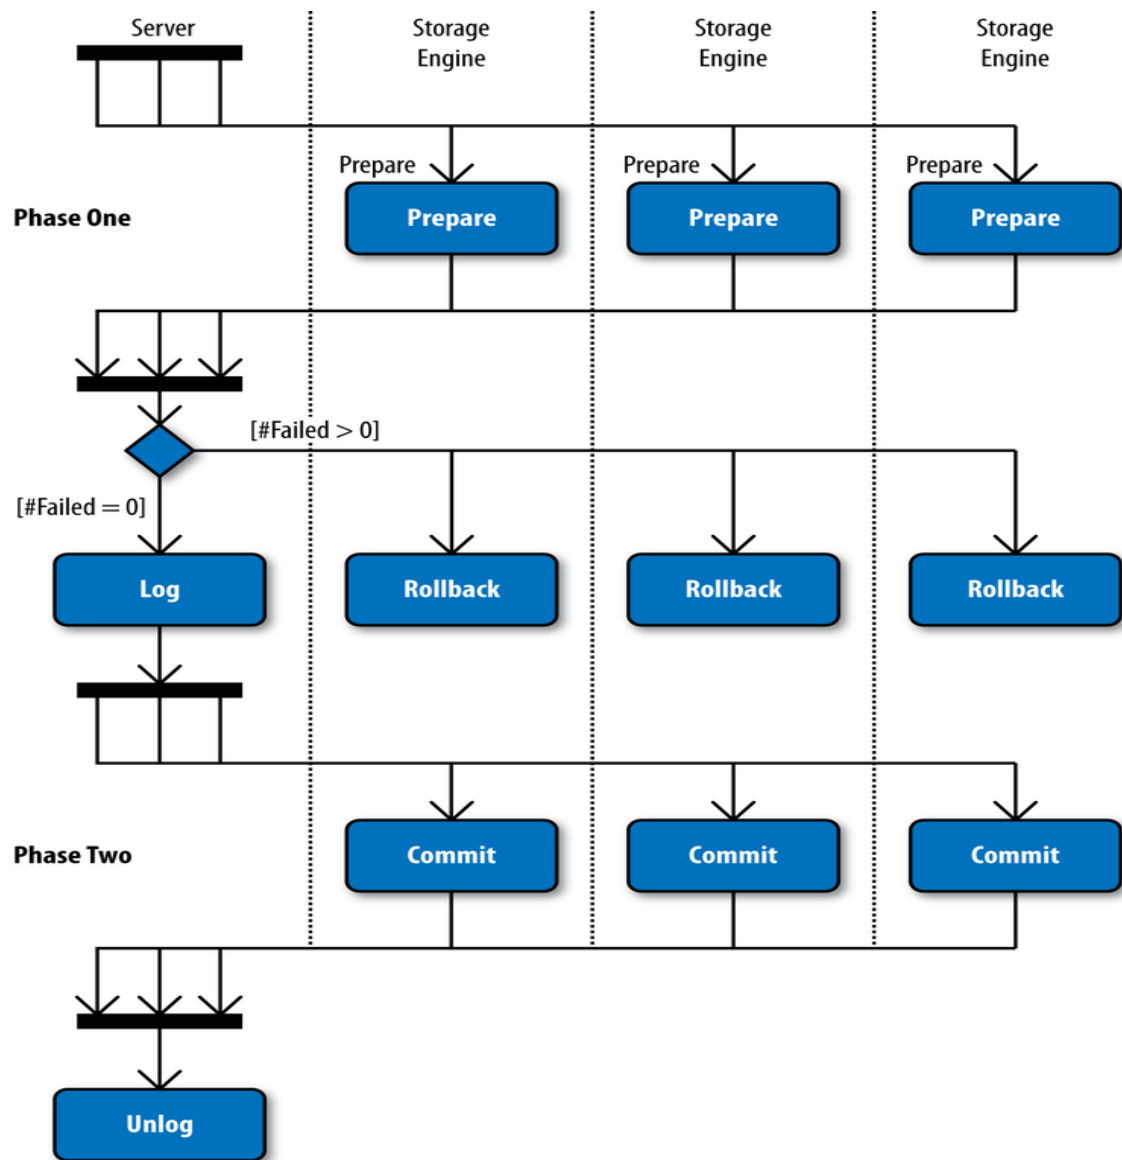 Server
Storage
Engine
Storage
Engine
Storage
Engine
Prepare
Prepare
Prepare
Phase One
Prepare
Prepare
Prepare
[#Failed > 0]
[#Failed = 0]
Log
Rollback
Rollback
Rollback
Phase Two
Commit
Commit
Commit
Unlog